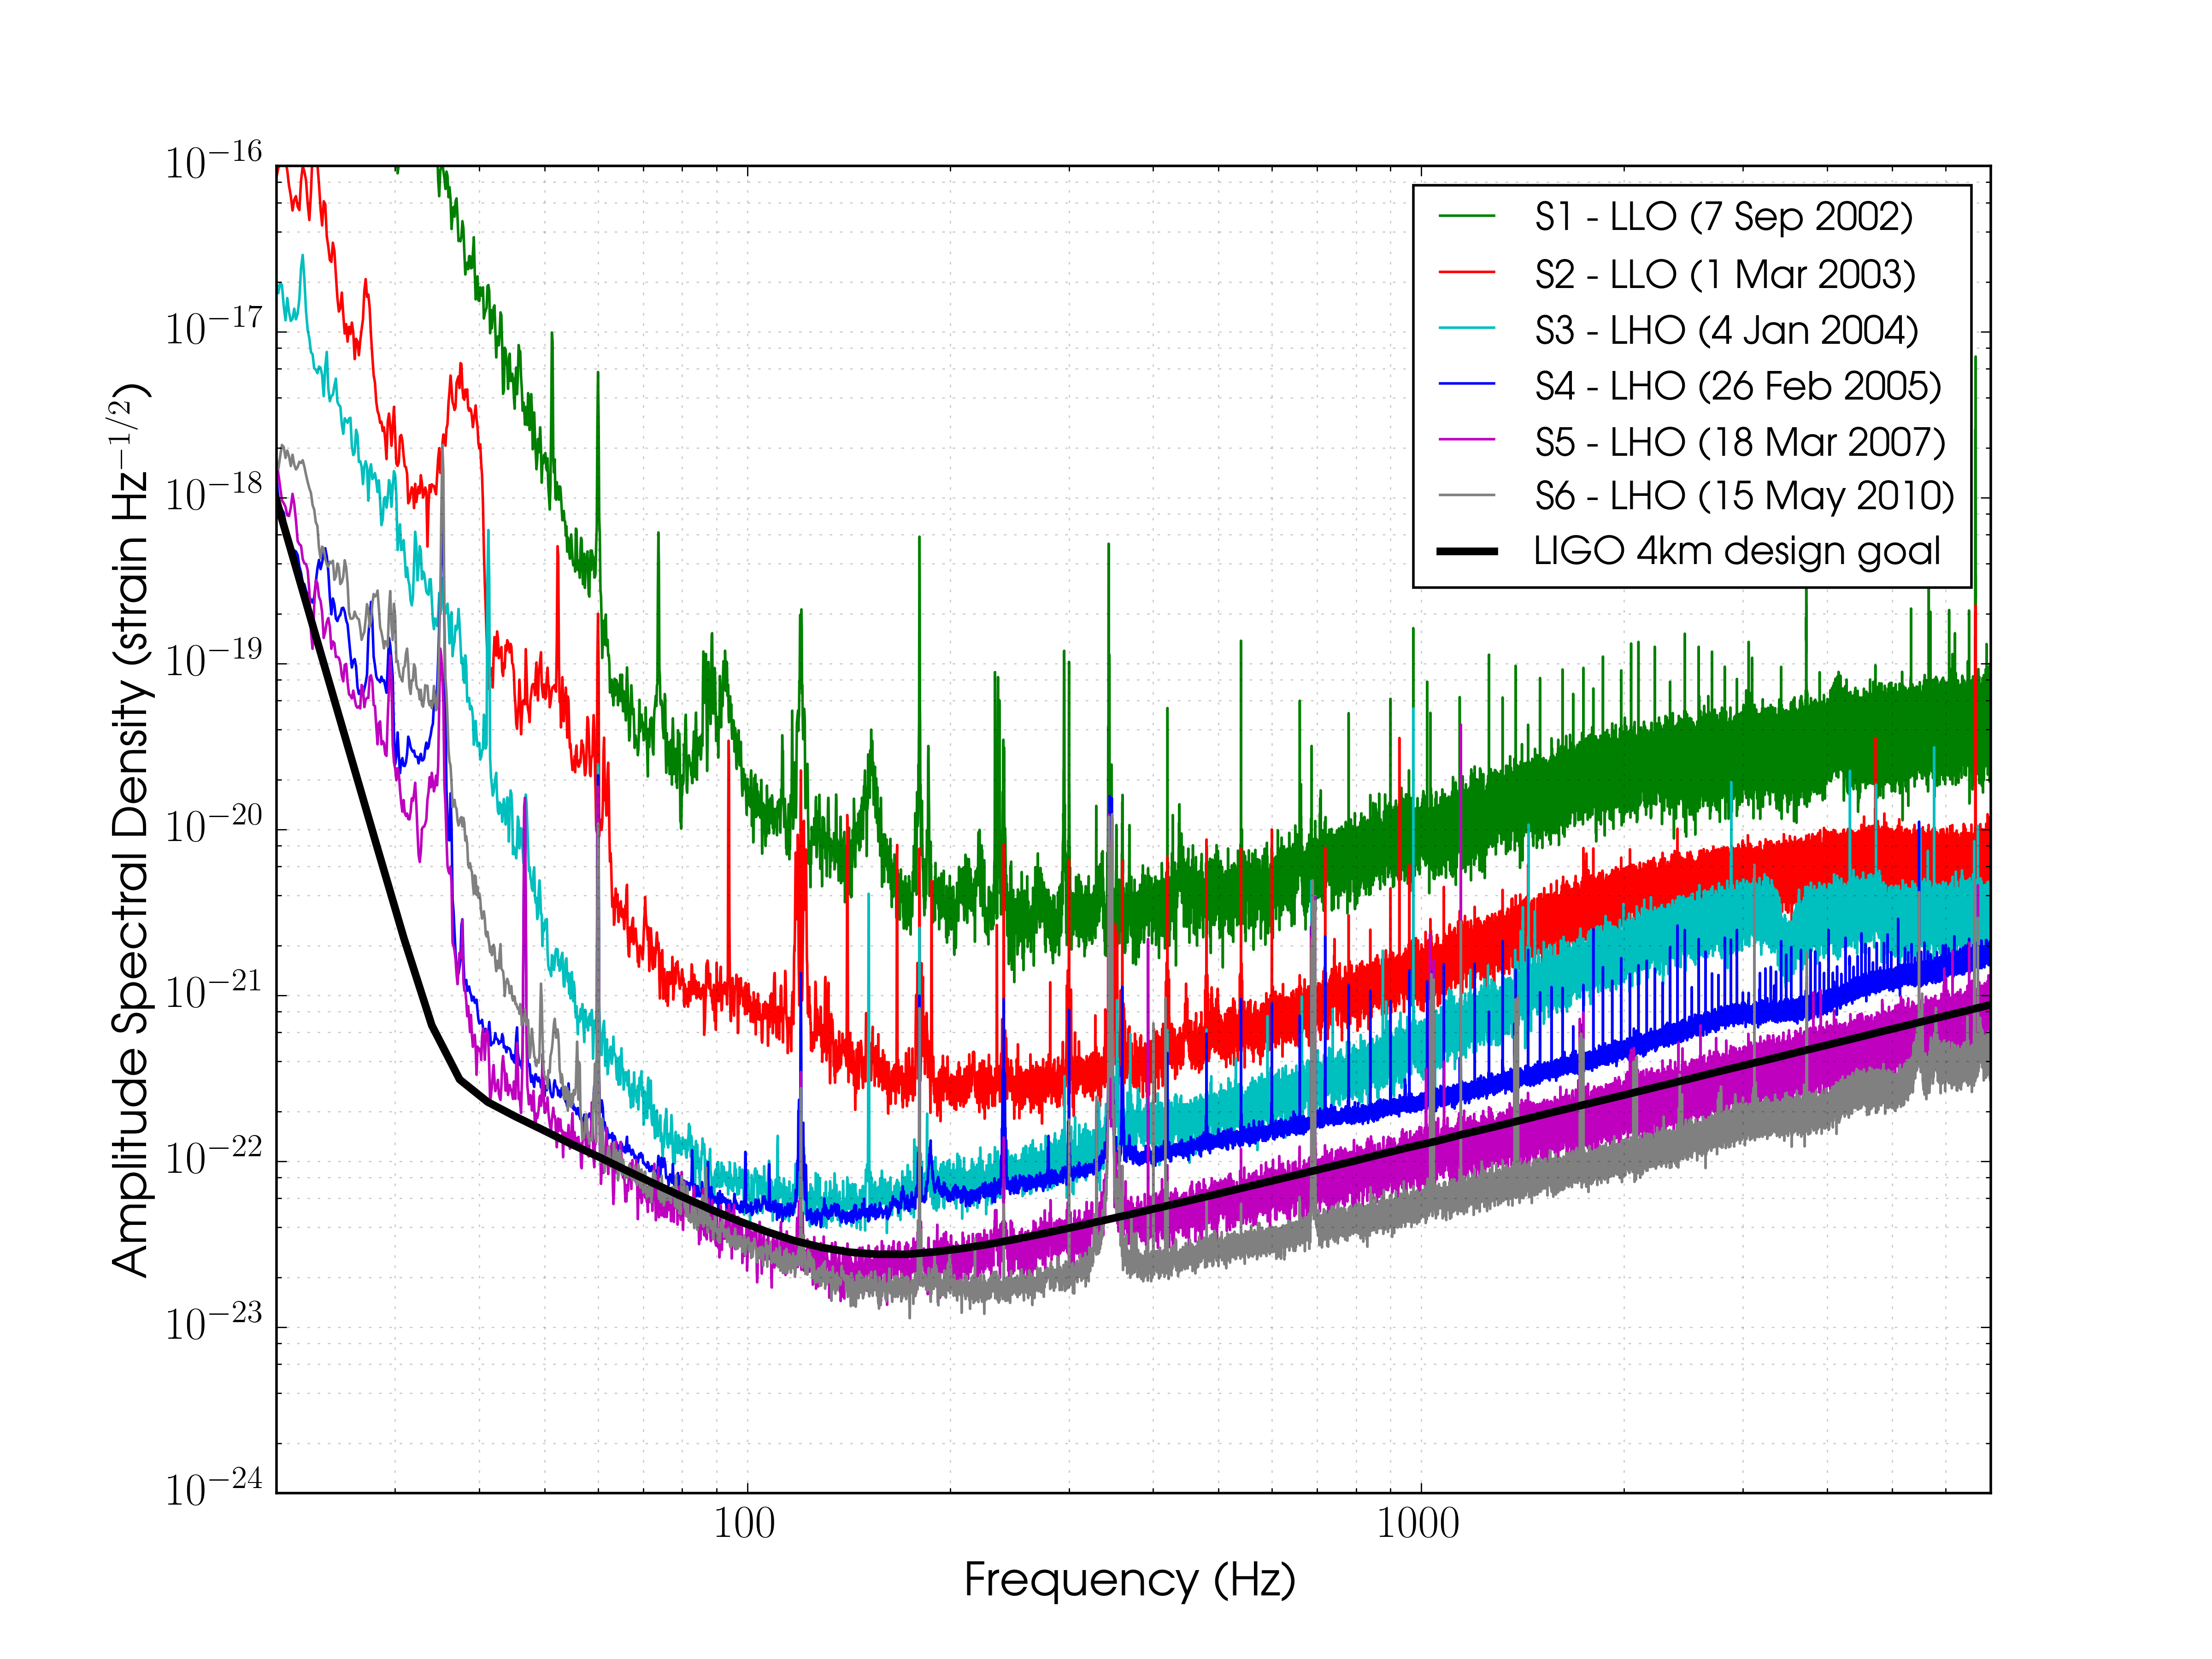 10^{-16}
10^{-17}
10^{-18}
10^{-19}
10^{-20}
10^{-21}
10^{-22}
10^{-23}
10^{-24}
Amplitude Spectral Density (strain Hz^{-1/2})
S1 - LLO (7 Sep 2002)
S2 - LLO (1 Mar 2003)
S3 - LHO (4 Jan 2004)
S4 - LHO (26 Feb 2005)
S5 - LHO (18 Mar 2007)
S6 - LHO (15 May 2010)
LIGO 4km design goal
100
1000
Frequency (Hz)